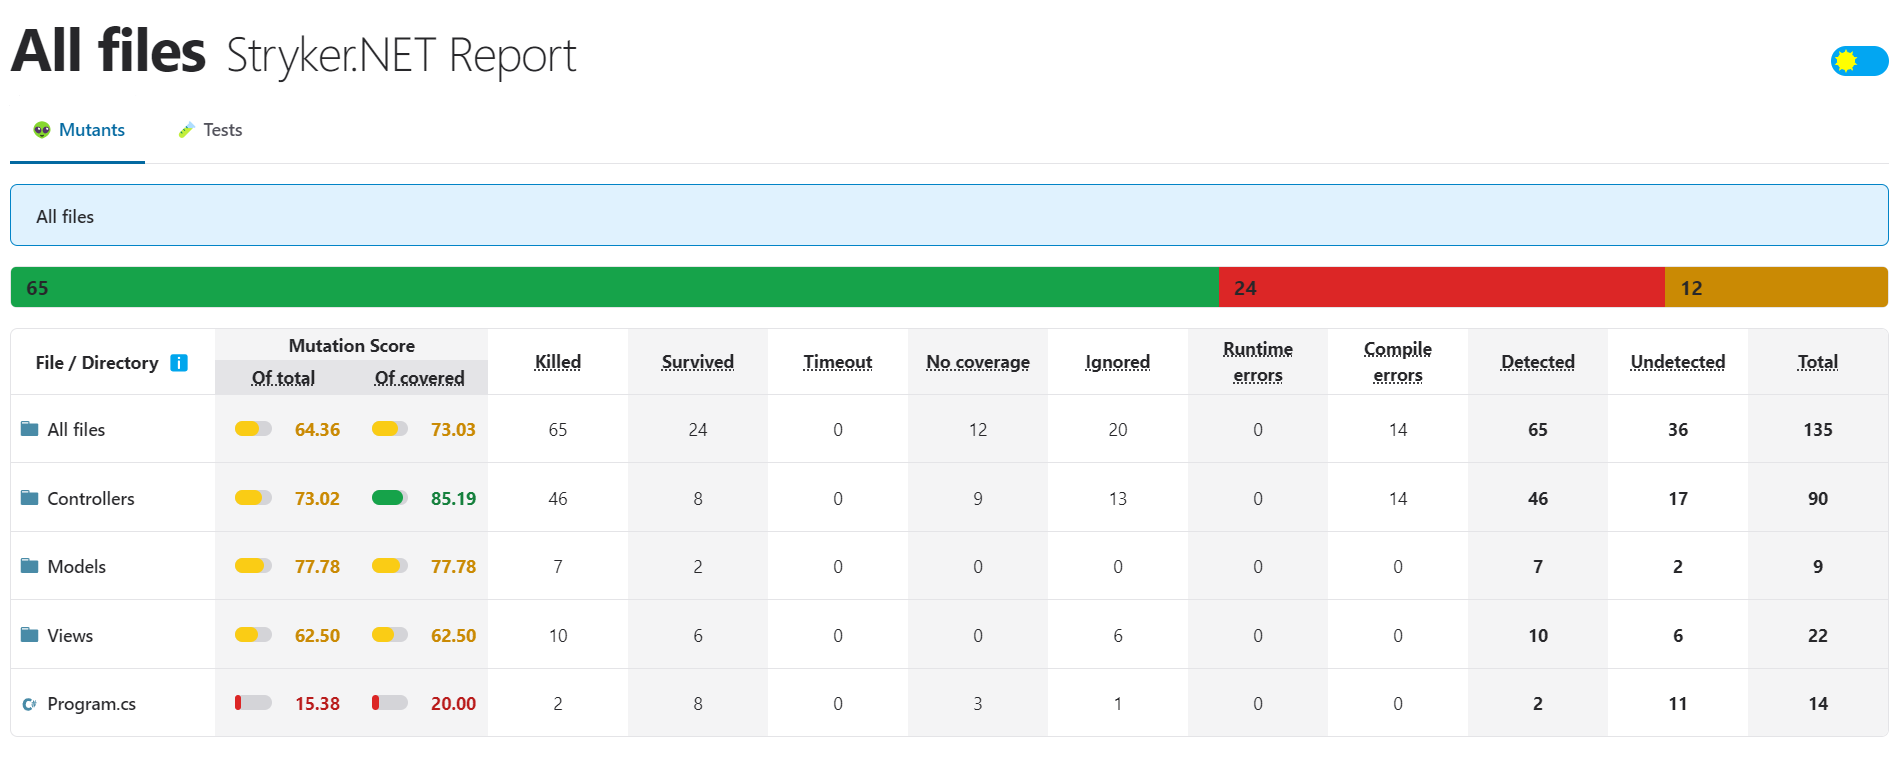 All files Stryker.NET Report
Mutants Tests
All files
65 24 12
File / Directory Mutation Score Killed Survived Timeout No coverage Ignored Runtime errors Compile errors Detected Undetected Total
Of total Of covered
All files 64.36 73.03 65 24 0 12 20 0 14 65 36 135
Controllers 73.02 85.19 46 8 0 9 13 0 14 46 17 90
Models 77.78 77.78 7 2 0 0 0 0 0 7 2 9
Views 62.50 62.50 10 6 0 0 6 0 0 10 6 22
Program.cs 15.38 20.00 2 8 0 3 1 0 0 2 11 14